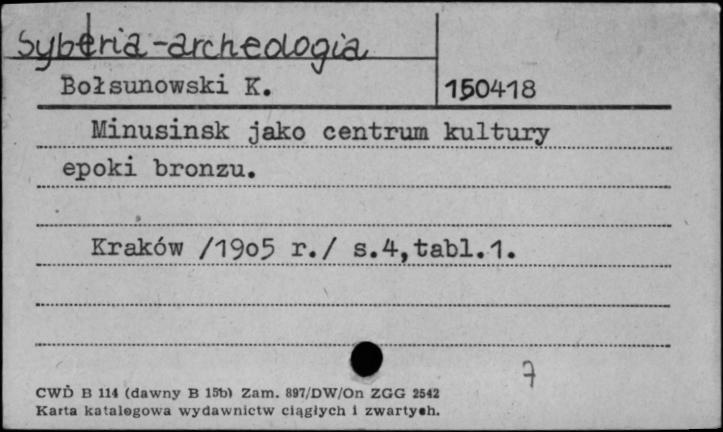 Syberia-archeologia
Bołsunowski K. 150418
Minusinsk jako centrum kultury
epoki bronzu.
Kraków /1905 r./ s.4,tabl.1.
7
CWD B 114 (dawny B 15b) Zam. 897/DW/On ZGG 2542
Karta katalogowa wydawnictw ciągłych i zwartych.